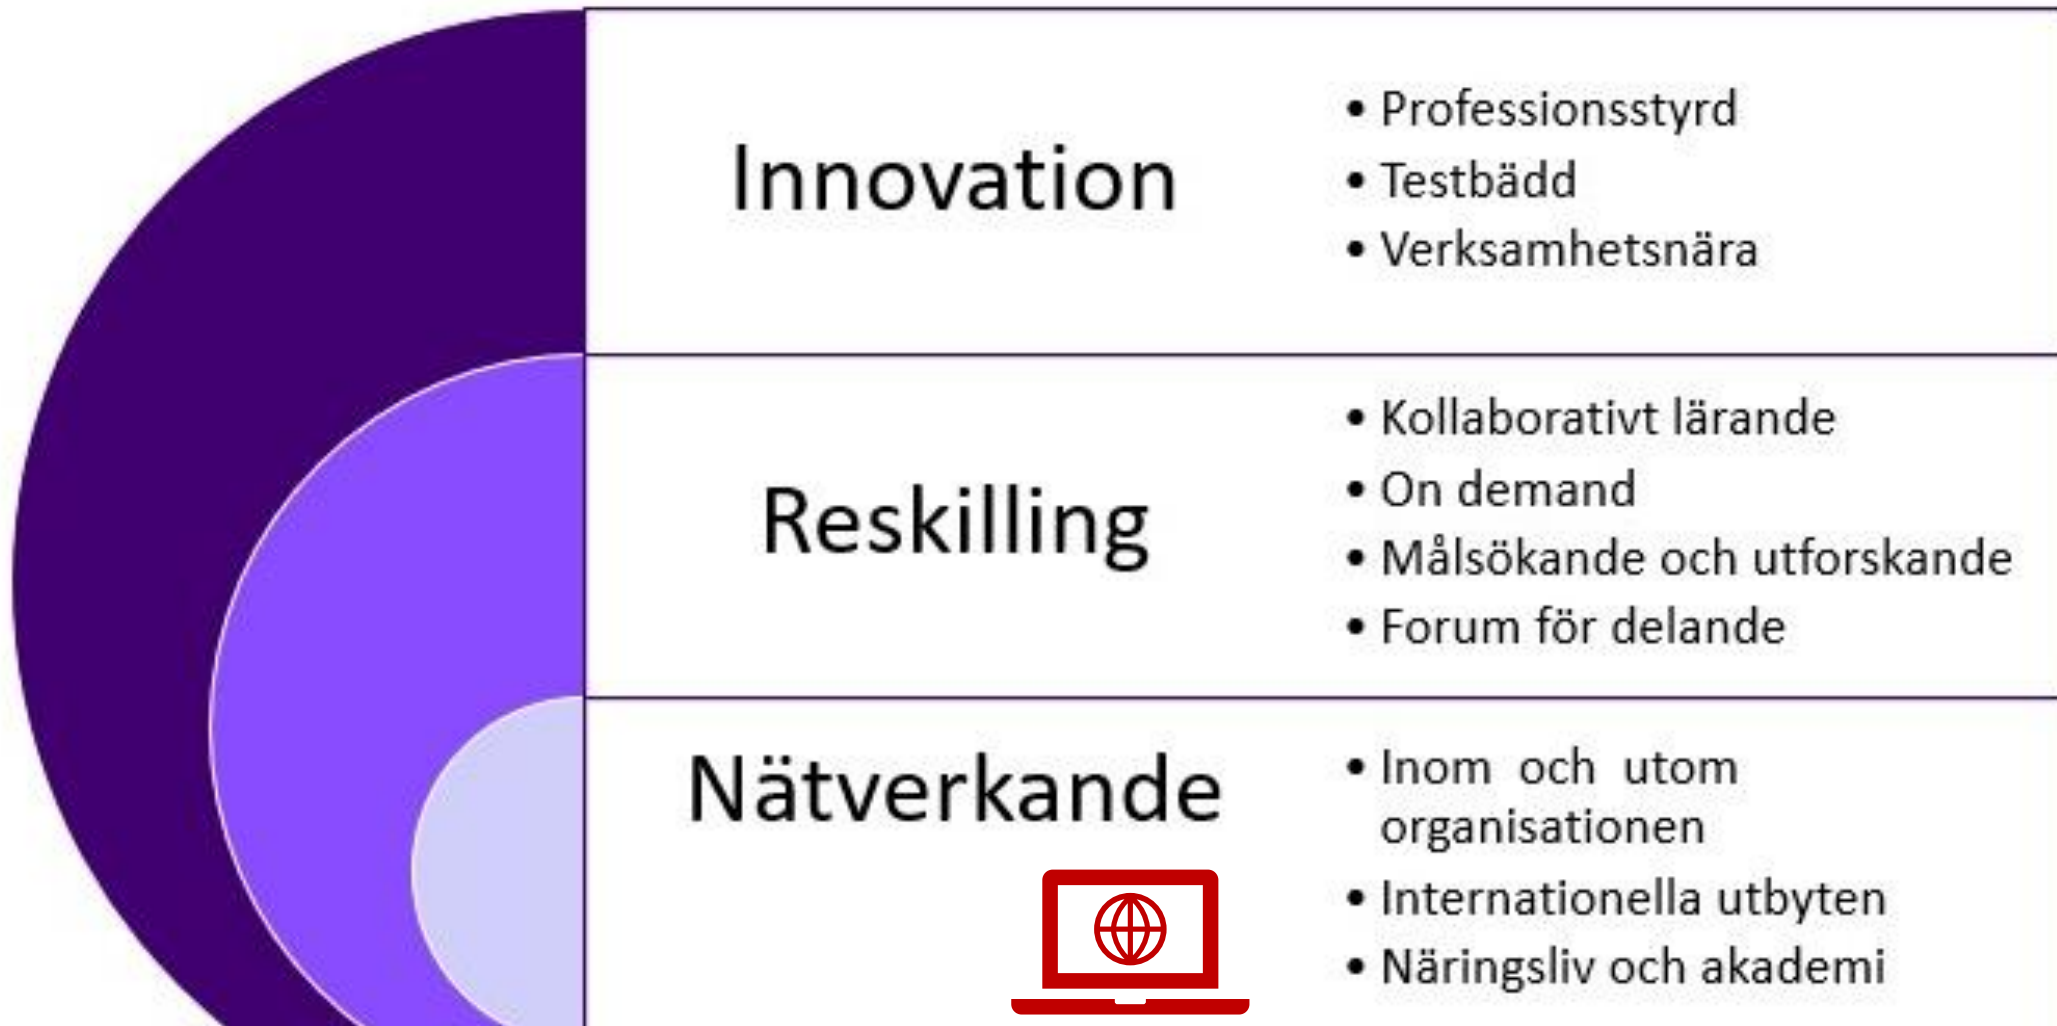 Innovation
• Professionsstyrd
• Testbädd
• Verksamhetsnära
Reskilling
• Kollaborativt lärande
• On demand
• Målsökande och utforskande
• Forum för delande
Nätverkande
• Inom och utom
organisationen
• Internationella utbyten
• Näringsliv och akademi